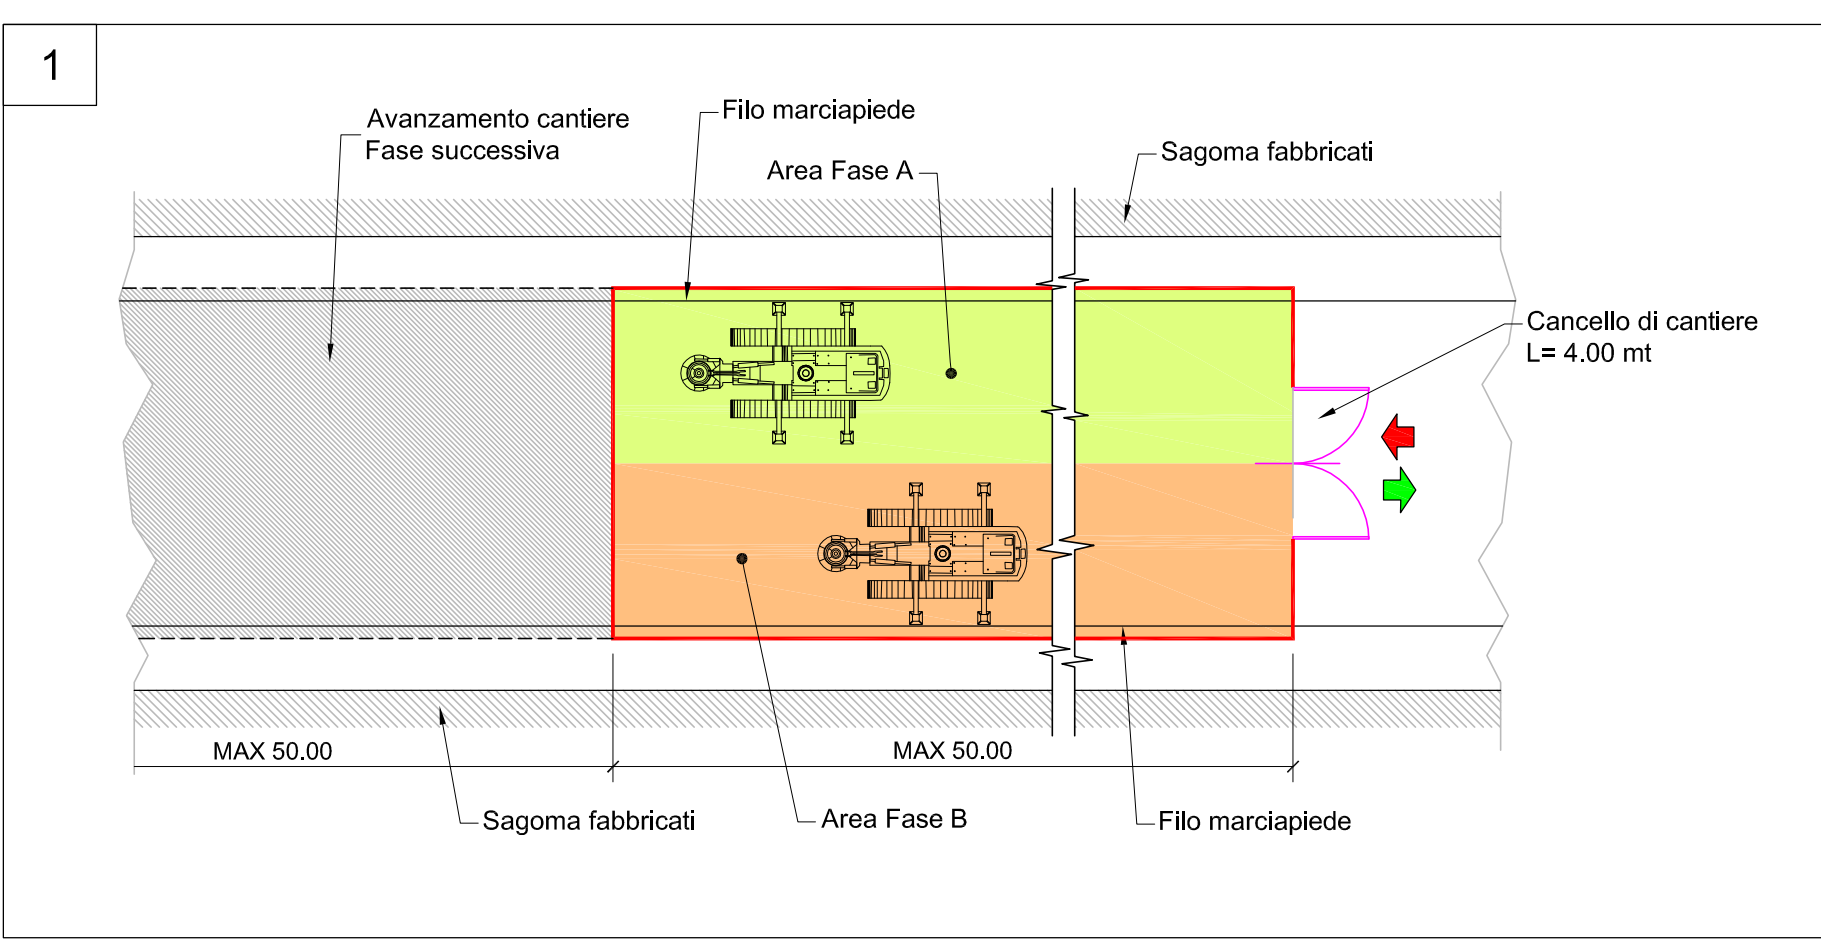 1
Avanzamento cantiere
Fase successiva
Filo marciapiede
Area Fase A
Sagoma fabbricati
Cancello di cantiere
L= 4.00 mt
MAX 50.00
MAX 50.00
Sagoma fabbricati
Area Fase B
Filo marciapiede